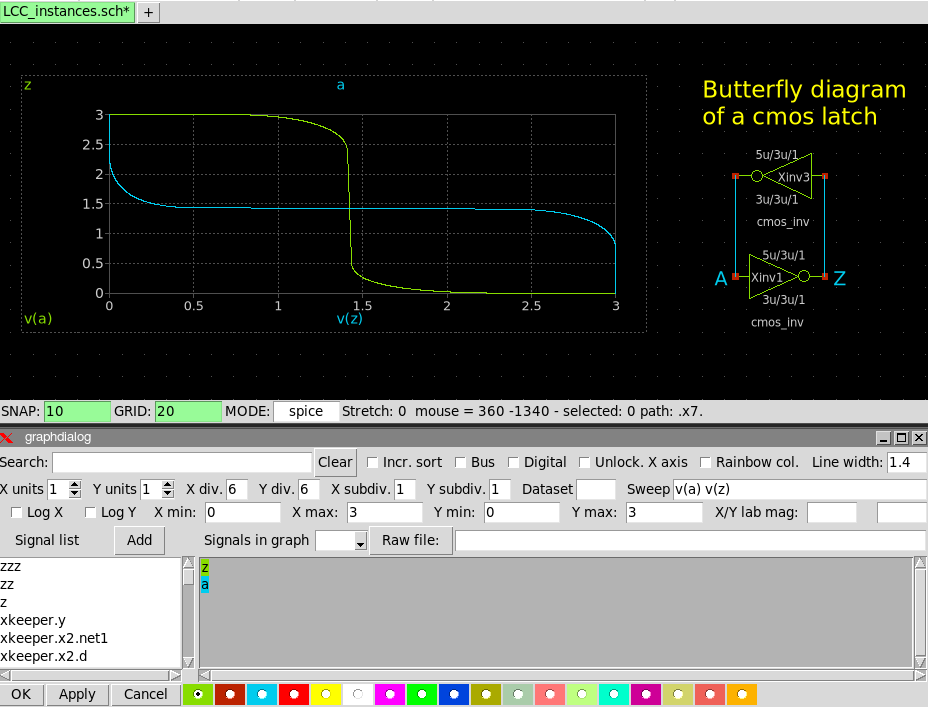 LCC_instances.sch* +
z a
Butterfly diagram
of a cmos latch
3
2.5
2
1.5
1
0.5
0
0 0.5 1 1.5 2 2.5 3
v(a) v(z)
5u/3u/1
Xinv3
3u/3u/1
cmos_inv
5u/3u/1
A Xinv1 Z
3u/3u/1
cmos_inv
SNAP: 10 GRID: 20 MODE: spice Stretch: 0 mouse = 360 -1340 - selected: 0 path: .x7.
graphdialog
Search: Clear Incr. sort Bus Digital Unlock. X axis Rainbow col. Line width: 1.4
X units 1 Y units 1 X div. 6 Y div. 6 X subdiv. 1 Y subdiv. 1 Dataset Sweep v(a) v(z)
Log X Log Y X min: 0 X max: 3 Y min: 0 Y max: 3 X/Y lab mag:
Signal list Add Signals in graph Raw file:
zzz
zz
z
xkeeper.y
xkeeper.x2.net1
xkeeper.x2.d
z
a
OK Apply Cancel